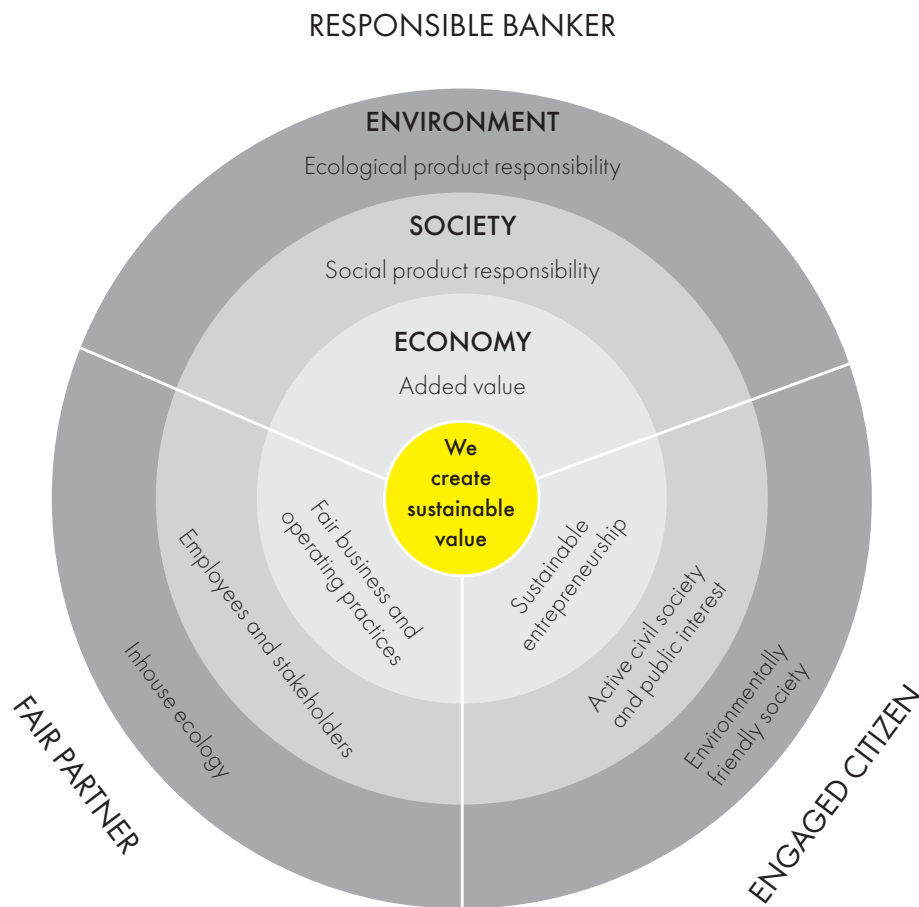 RESPONSIBLE BANKER
ENVIRONMENT
Ecological product responsibility
SOCIETY
Social product responsibility
ECONOMY
Added value
We
create
sustainable
value
Fair business and
operating practices
Employees and stakeholders
Inhouse ecology
FAIR PARTNER
Sustainable
entrepreneurship
Active civil society
and public interest
Environmentally
friendly society
ENGAGED CITIZEN